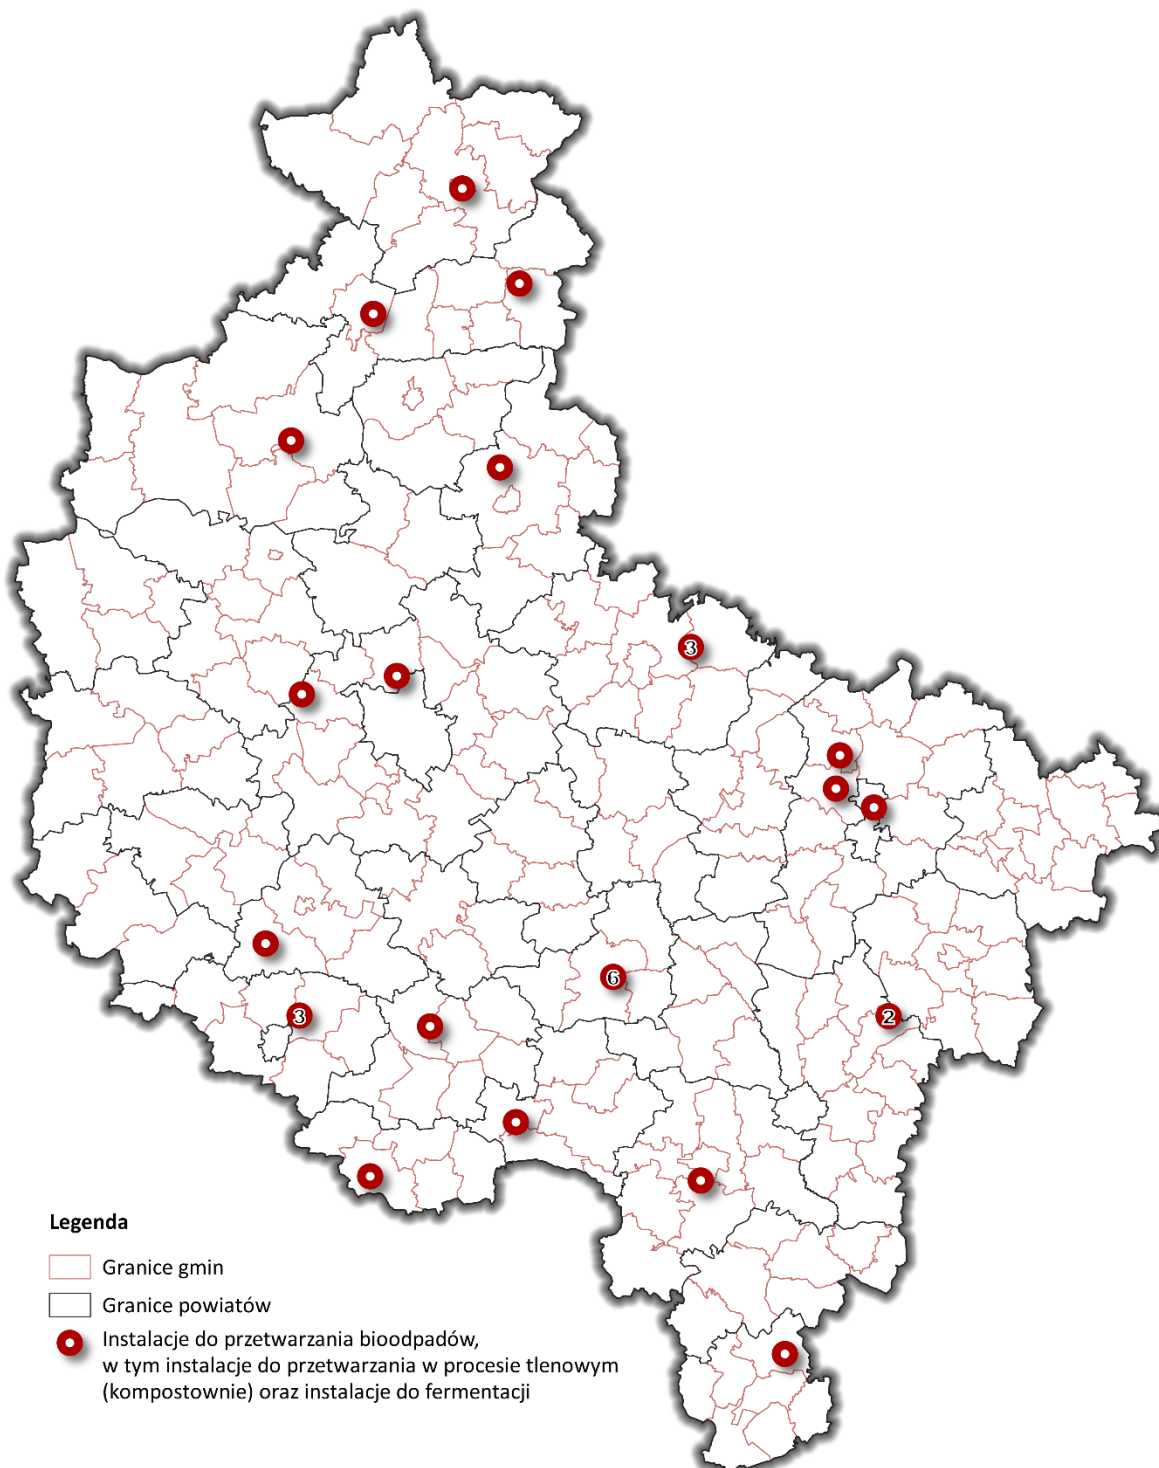 3
6
3
2
Legenda
Granice gmin
Granice powiatów
Instalacje do przetwarzania bioodpadów,
w tym instalacje do przetwarzania w procesie tlenowym
(kompostownie) oraz instalacje do fermentacji